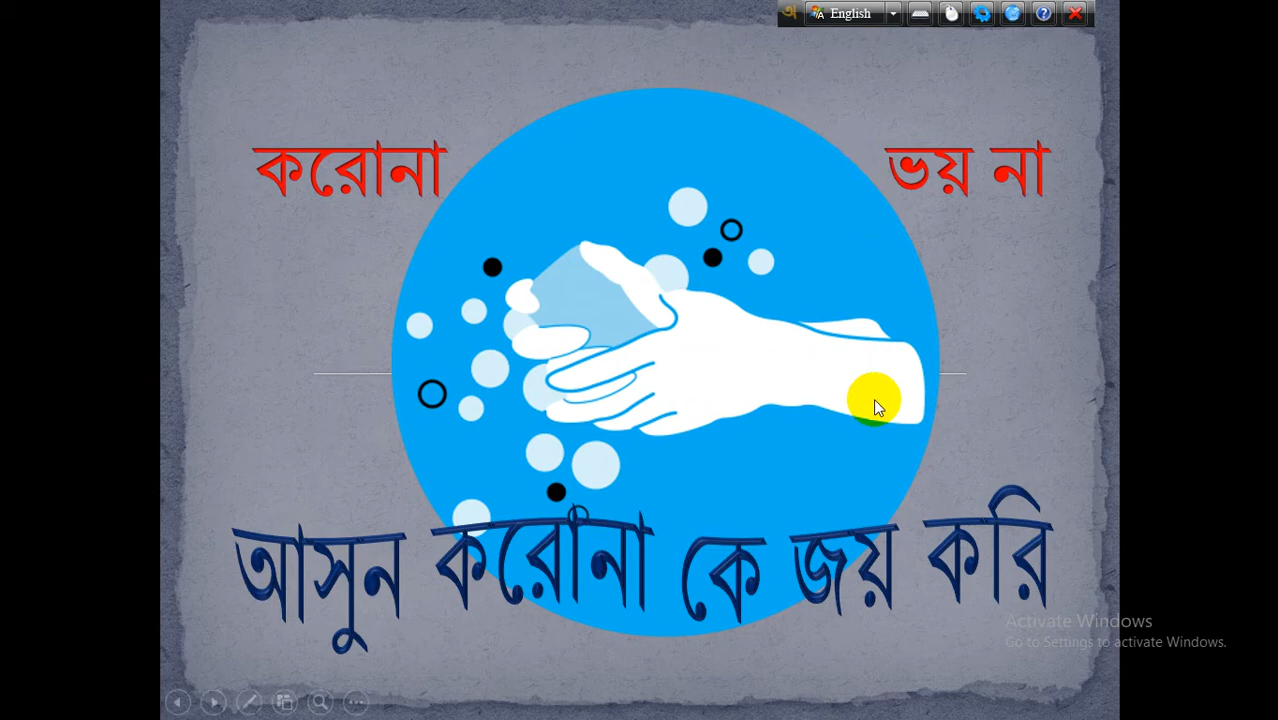 অ English
করোনা ভয় না
আসুন করোনা কে জয় করি
Activate Windows
Go to Settings to activate Windows.